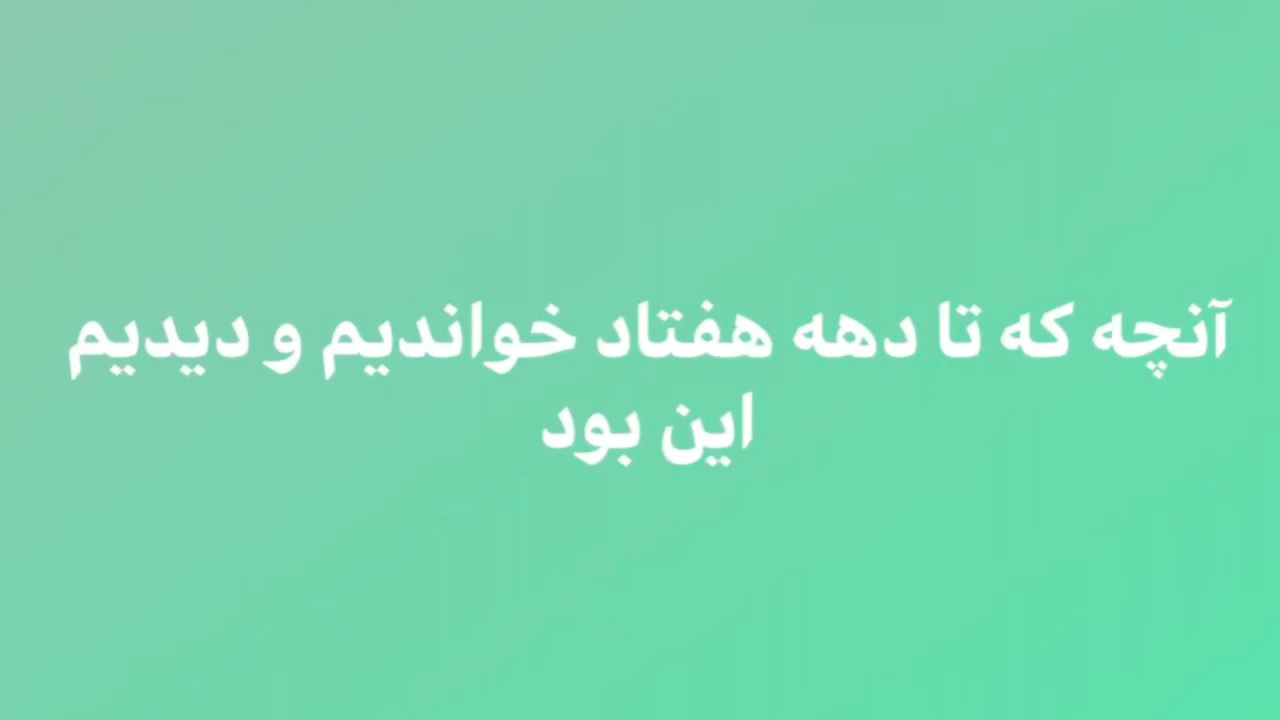 آنچه که تا دهه هفتاد خواندیم و دیدیم
این بود